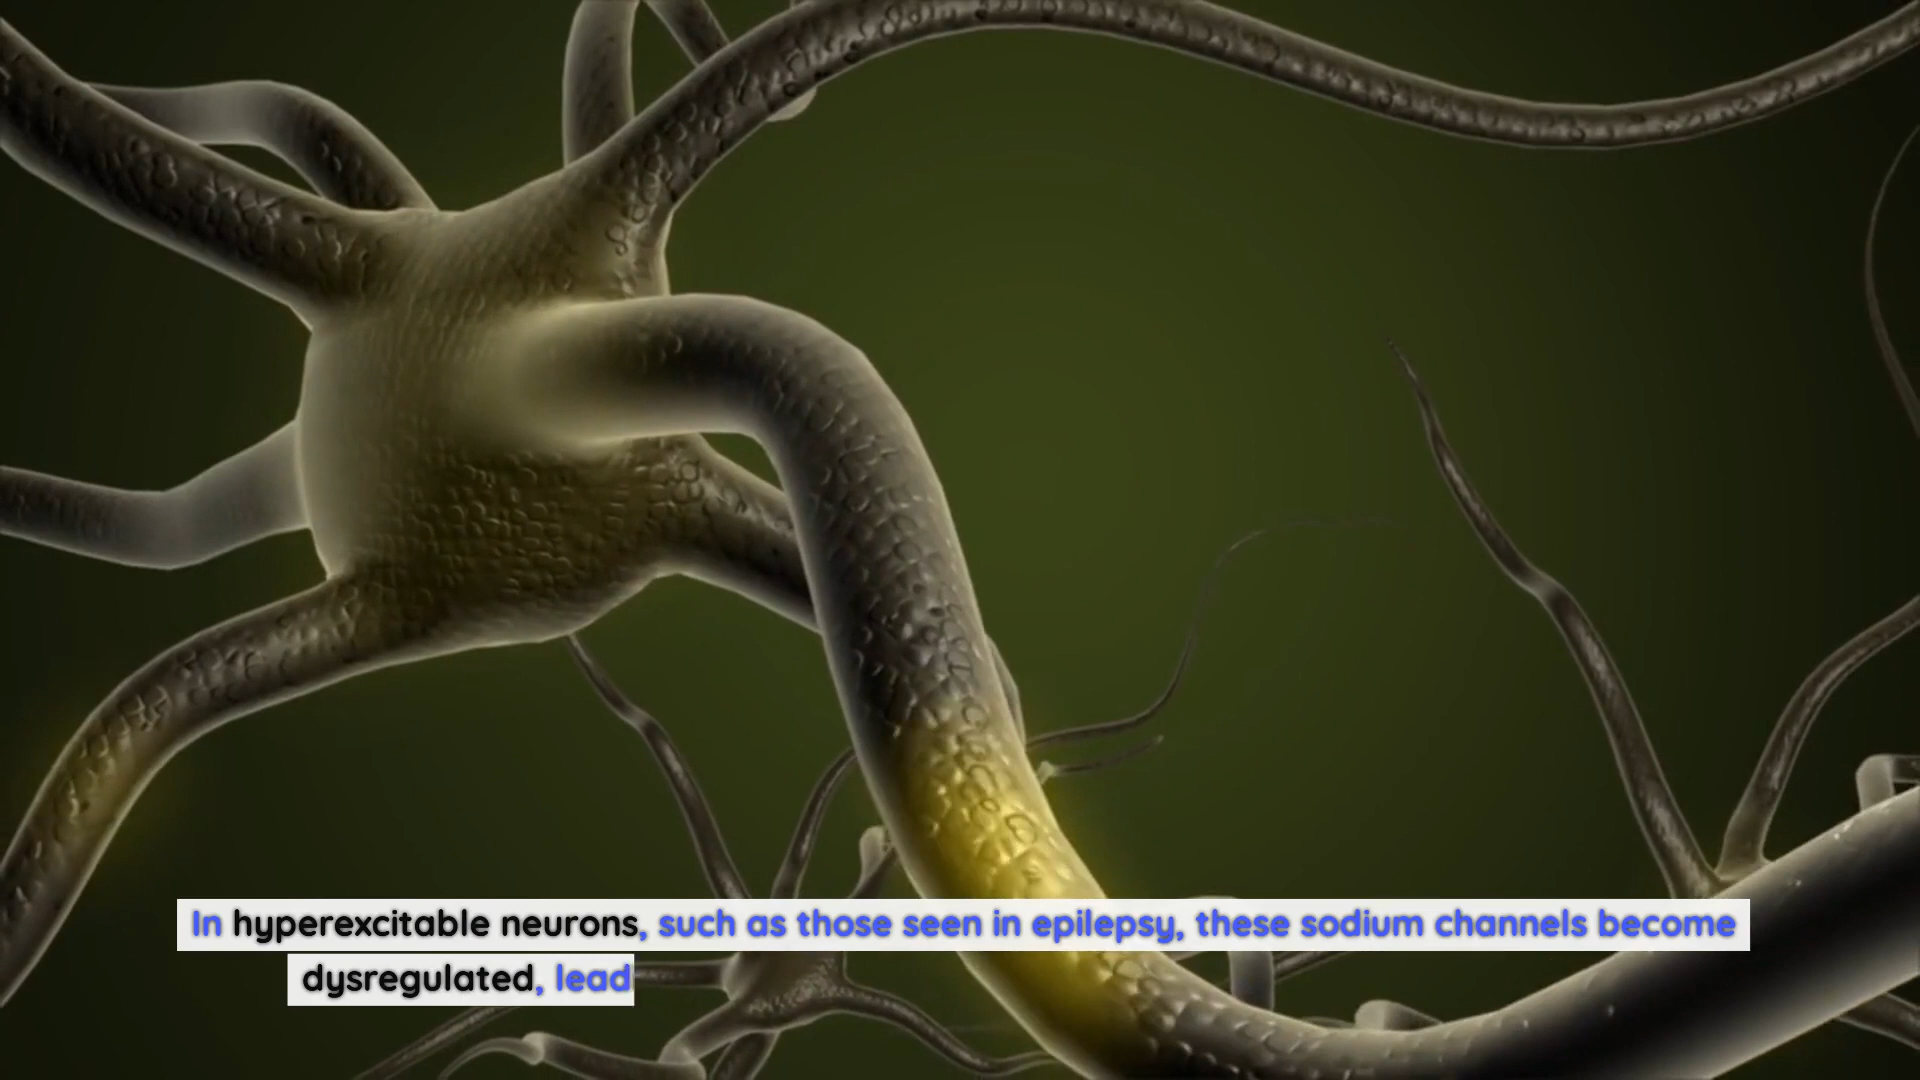 In hyperexcitable neurons, such as those seen in epilepsy, these sodium channels become
dysregulated, lead